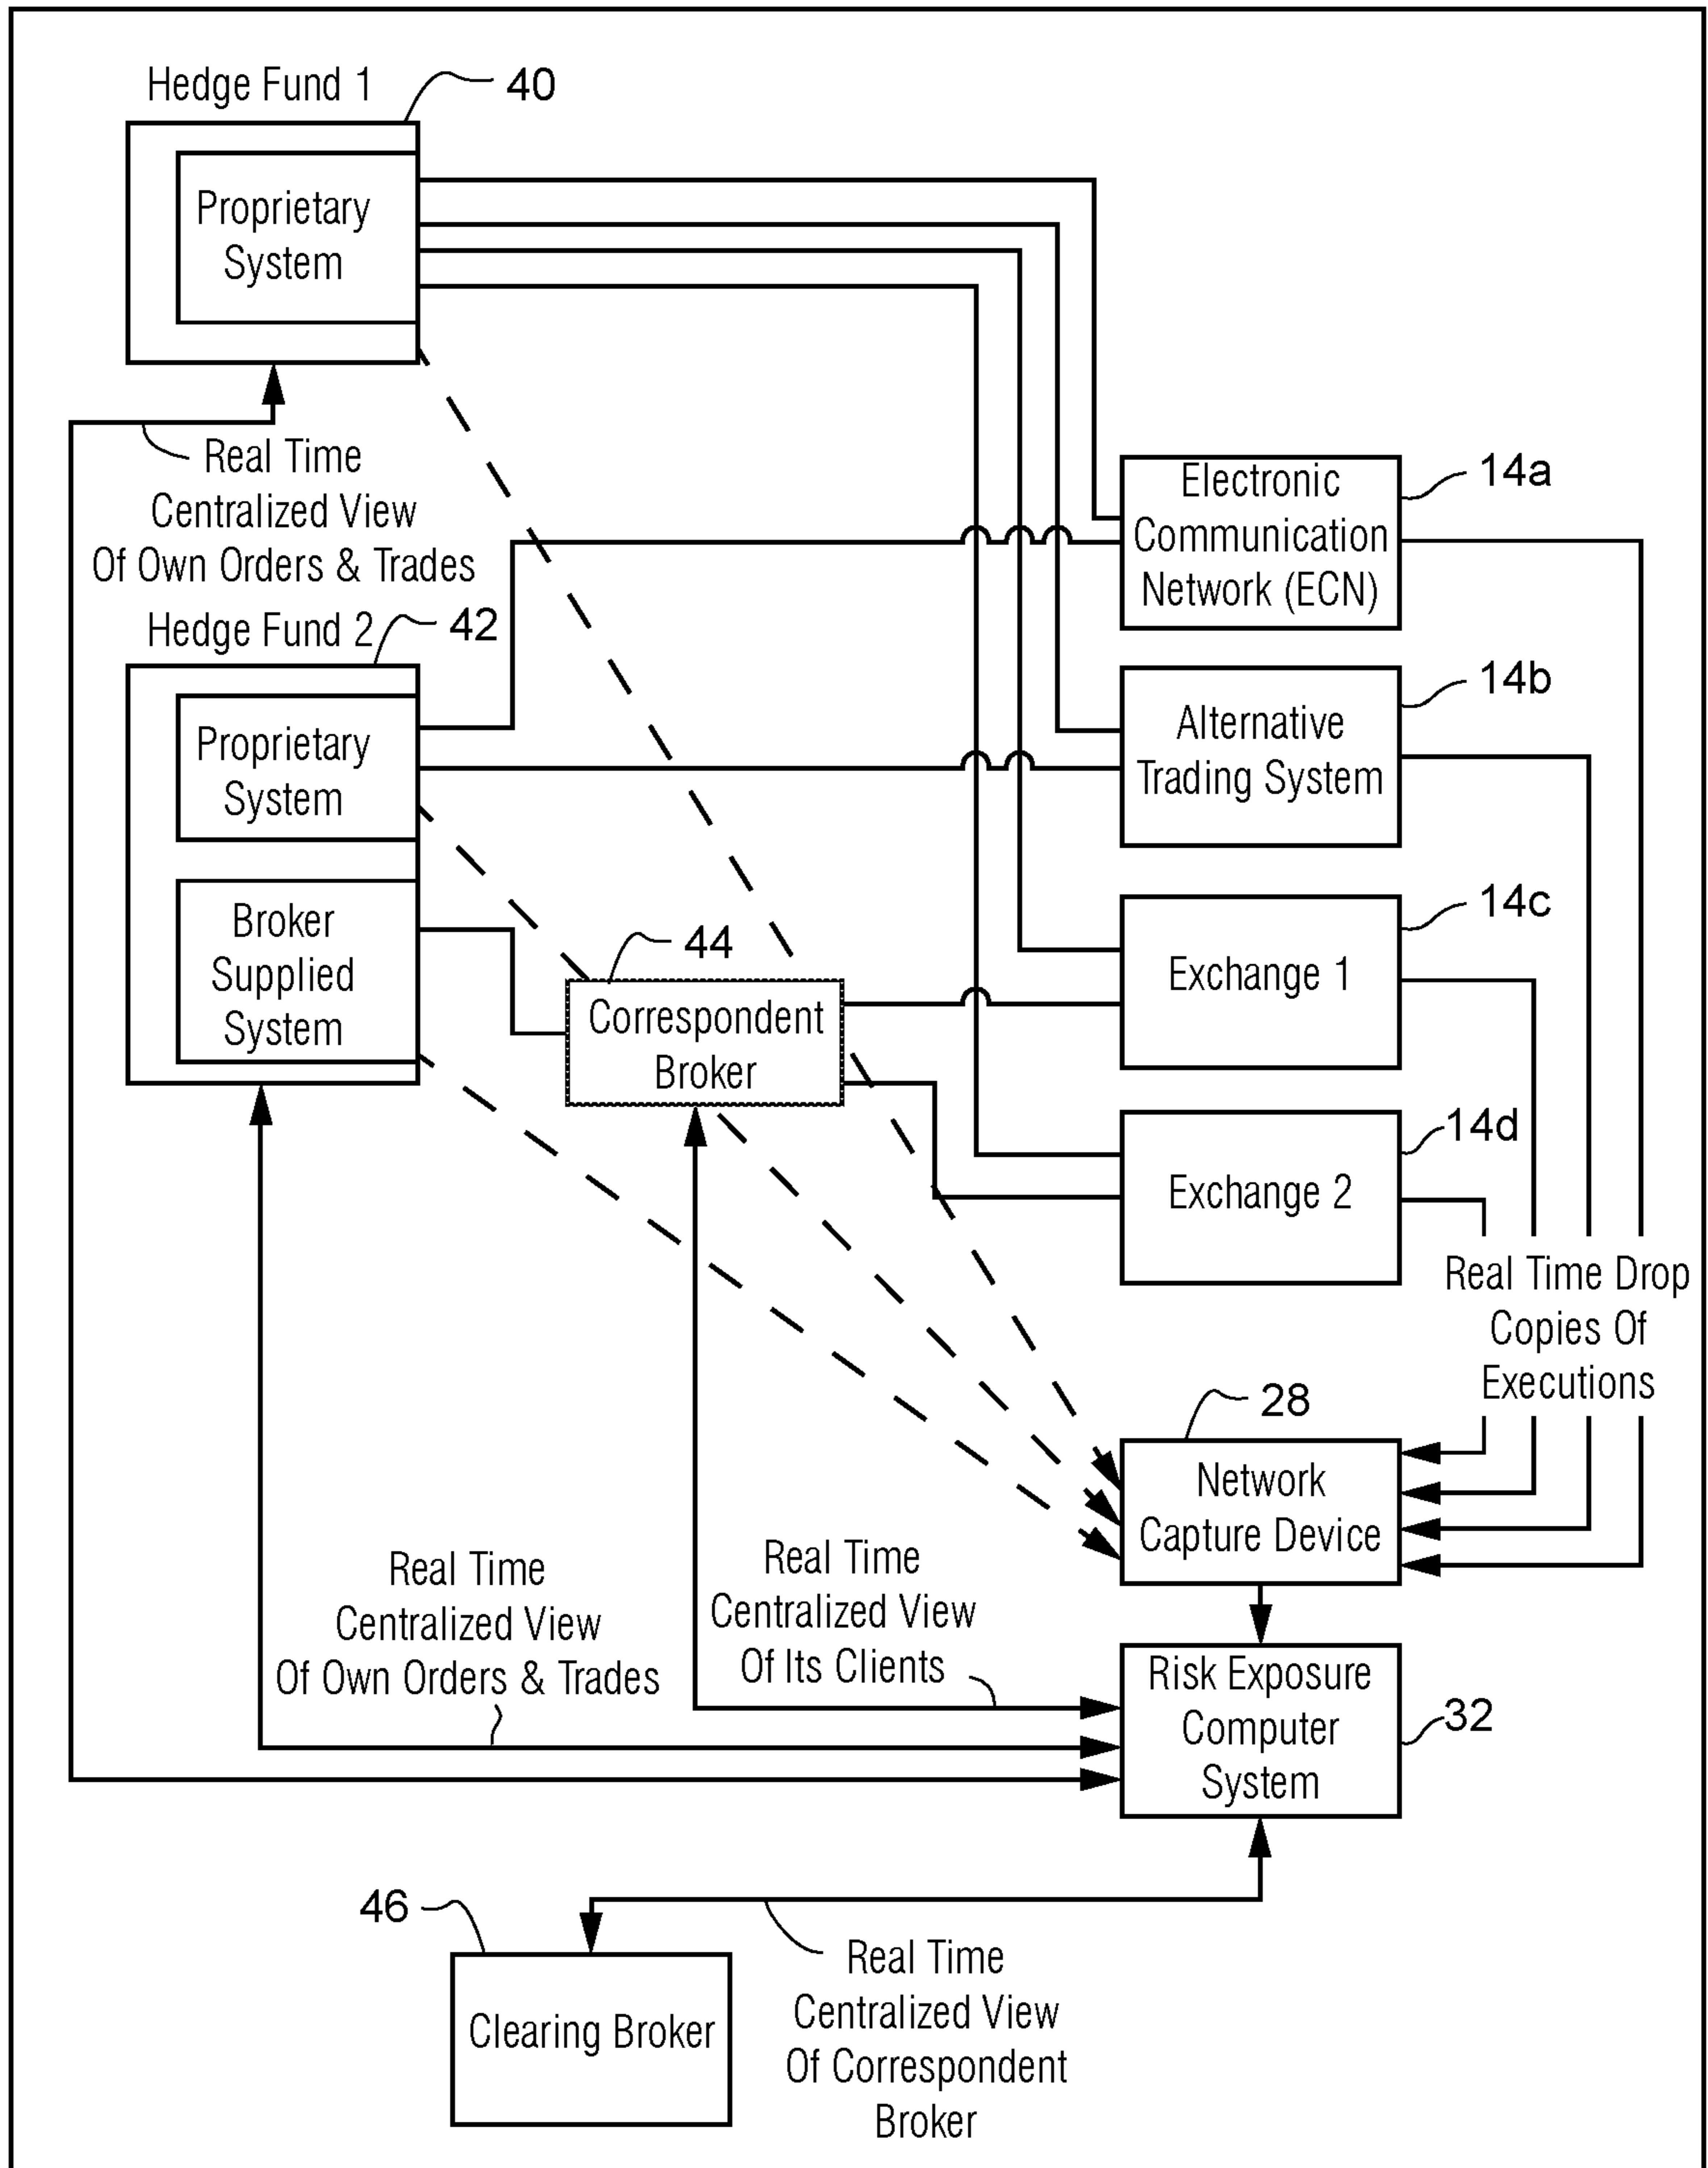 Hedge Fund 1
40
Proprietary
System
Real Time
Centralized View
Of Own Orders & Trades
Hedge Fund 2
42
Proprietary
System
Broker
Supplied
System
44
Correspondent
Broker
Electronic
Communication
Network (ECN)
14a
Alternative
Trading System
14b
Exchange 1
14c
Exchange 2
14d
Real Time Drop
Copies Of
Executions
28
Network
Capture Device
Real Time
Centralized View
Of Own Orders & Trades
Real Time
Centralized View
Of Its Clients
Risk Exposure
Computer
System
32
46
Clearing Broker
Real Time
Centralized View
Of Correspondent
Broker